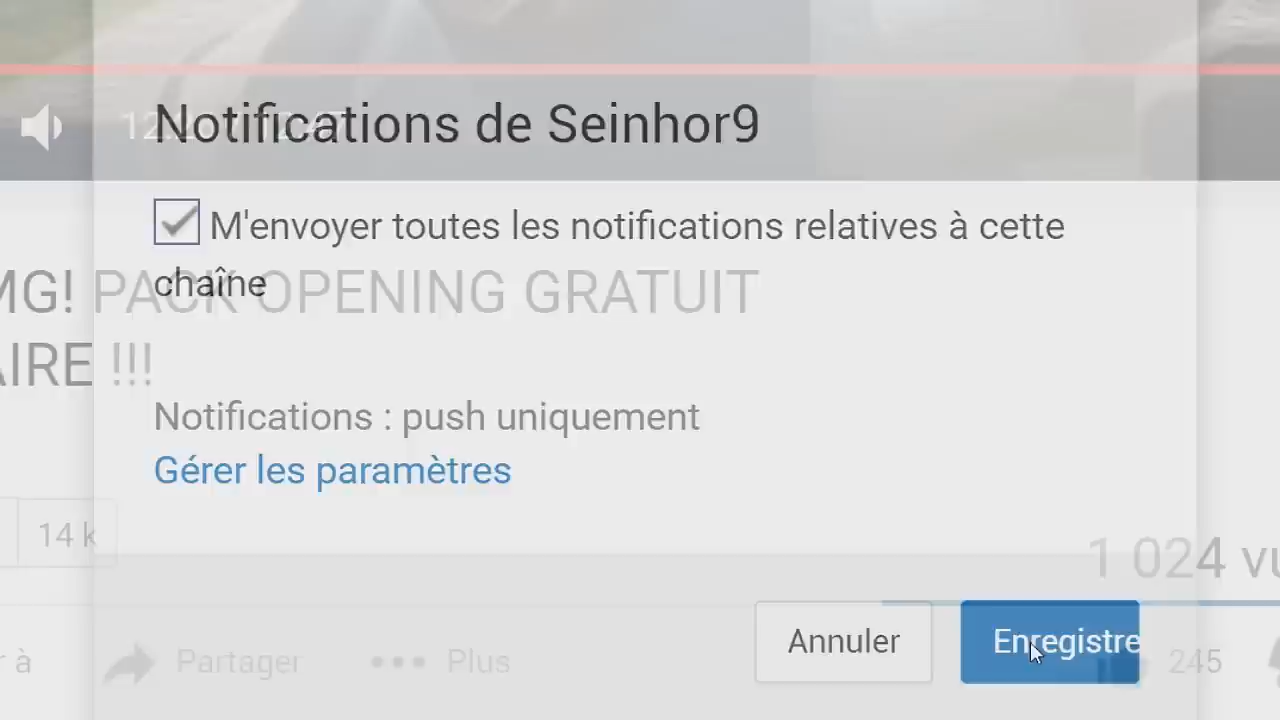 Notifications de Seinhor9
M'envoyer toutes les notifications relatives à cette
chaîne
MG! PACK OPENING GRATUIT
AIRE !!!
Notifications : push uniquement
Gérer les paramètres
14 k
1 024 vu
Annuler
Enregistre
r à
Partager
Plus
245